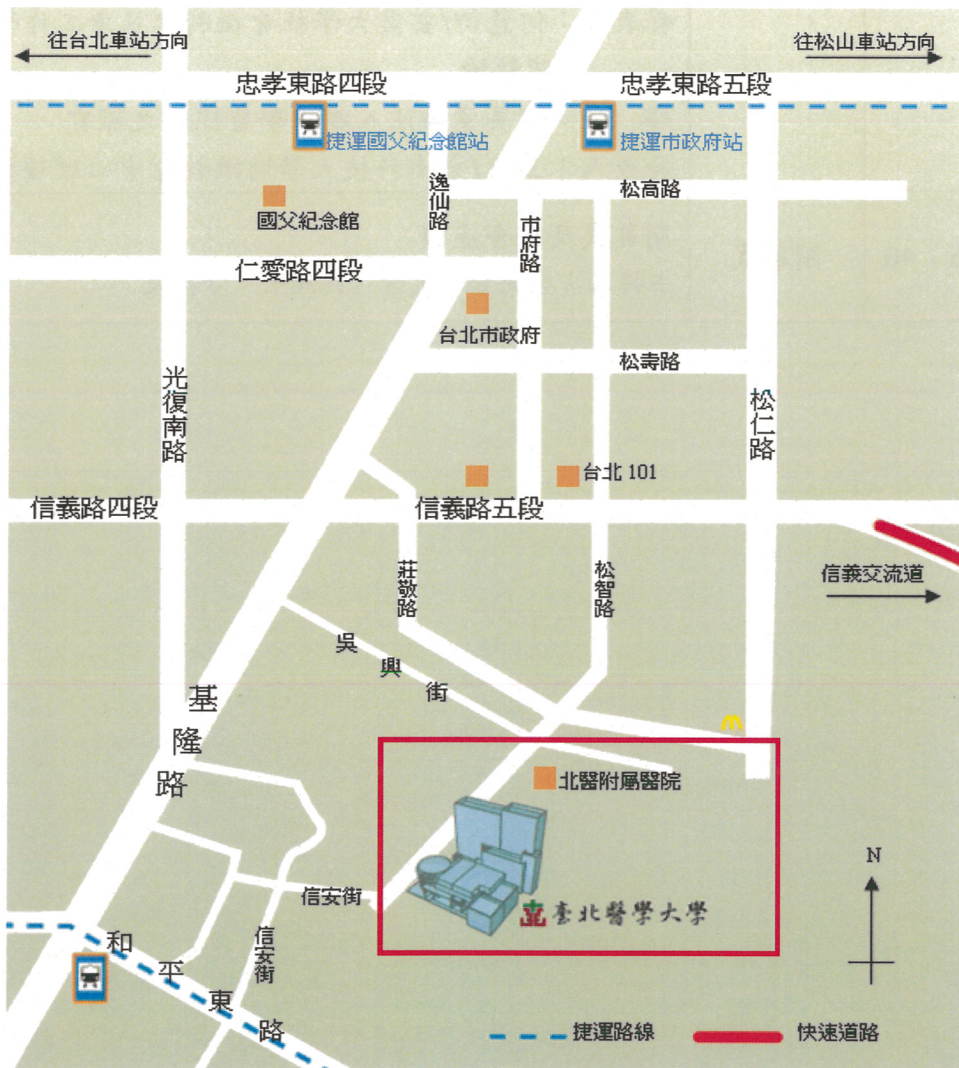 往台北車站方向
往松山車站方向
忠孝東路四段
忠孝東路五段
捷運國父紀念館站
捷運市政府站
逸仙路
松高路
國父紀念館
市府路
仁愛路四段
台北市政府
松壽路
光復南路
松仁路
台北 101
信義路四段
信義路五段
莊敬路
松智路
信義交流道
吳興街
基隆路
北醫附屬醫院
N
信安街
臺北醫學大學
信安街
和平東路
捷運路線
快速道路